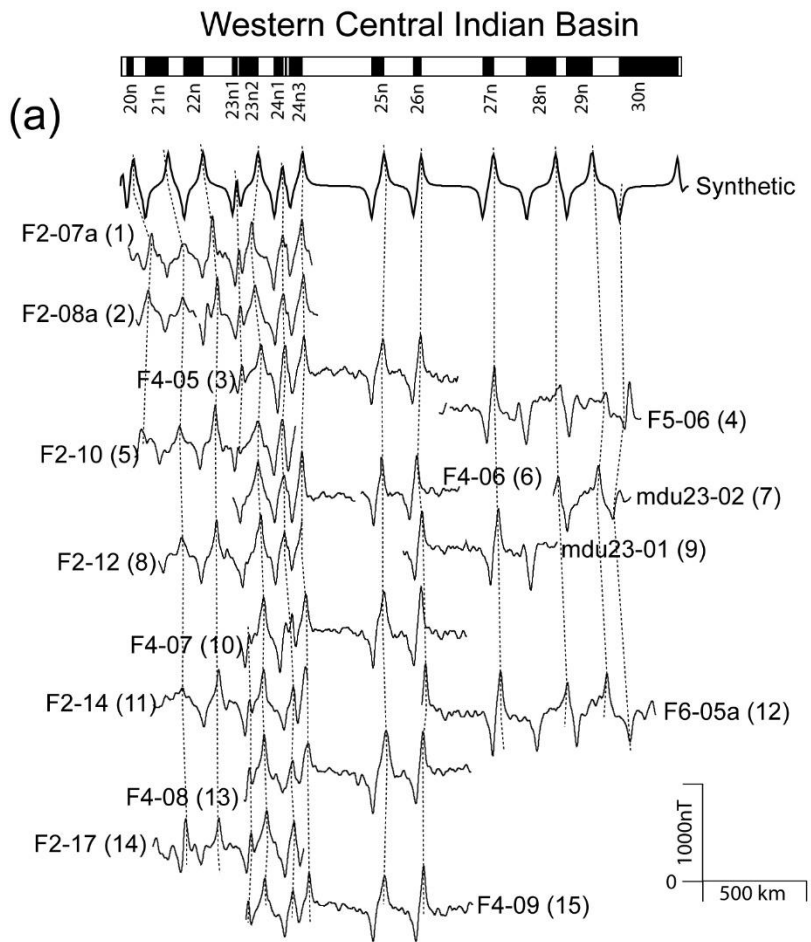 Western Central Indian Basin
20n
21n
22n
23n1
23n2
24n1
24n3
25n
26n
27n
28n
29n
30n
(a)
Synthetic
F2-07a (1)
F2-08a (2)
F4-05 (3)
F5-06 (4)
F2-10 (5)
F4-06 (6)
mdu23-02 (7)
F2-12 (8)
mdu23-01 (9)
F4-07 (10)
F2-14 (11)
F6-05a (12)
F4-08 (13)
F2-17 (14)
F4-09 (15)
1000nT
0
500 km